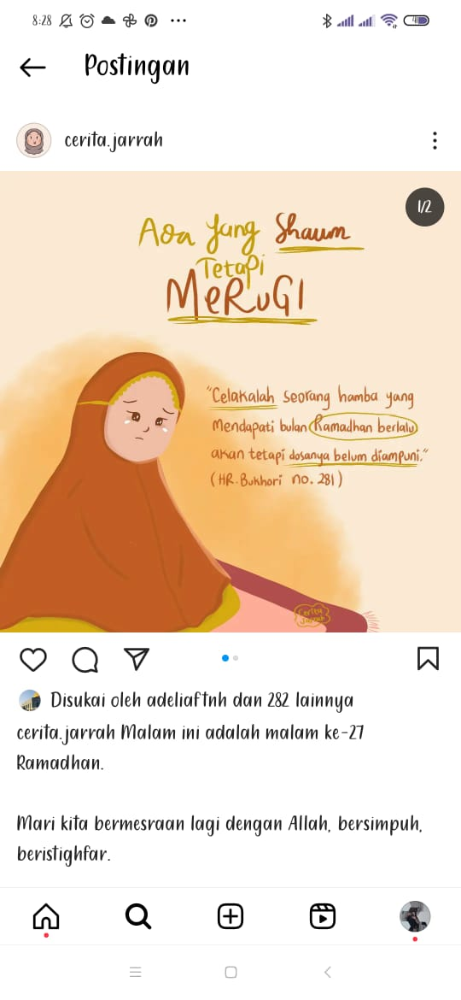 8:28
Postingan
cerita.jarrah
1/2
Ada yang Shaum
Tetapi
MeRuGI
"Celakalah seorang hamba yang
Mendapati bulan Ramadhan berlalu
akan tetapi dosanya belum diampuni."
(HR. Bukhori no. 281)
Cerita
Jarrah
Disukai oleh adeliaftnh dan 282 lainnya
cerita.jarrah Malam ini adalah malam ke-27
Ramadhan.
Mari kita bermesraan lagi dengan Allah, bersimpuh,
beristighfar.